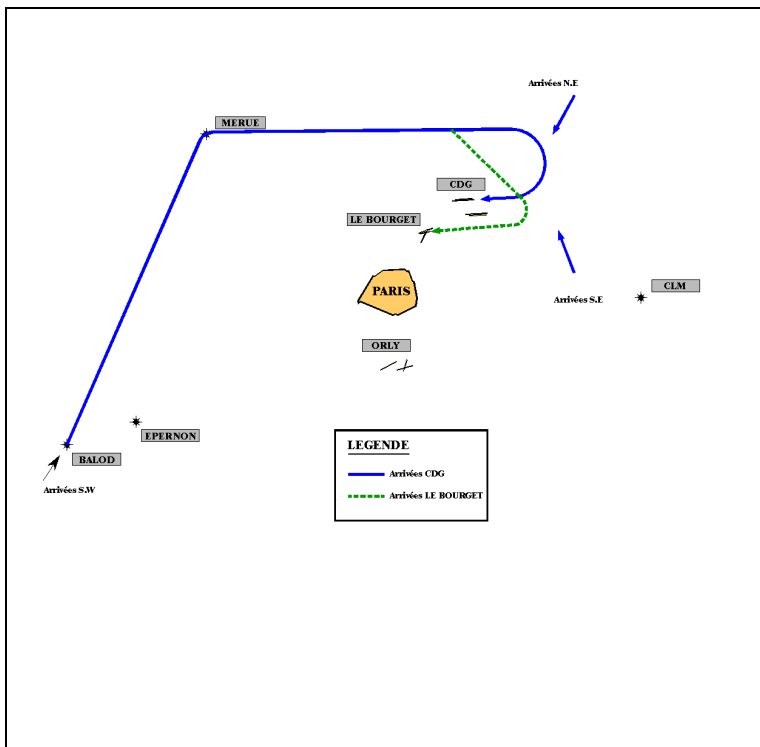 Arrivées N.E
MERUE
CDG
LE BOURGET
PARIS
CLM
Arrivées S.E
ORLY
EPERNON
BALOD
Arrivées S.W
LEGENDE
Arrivées CDG
Arrivées LE BOURGET